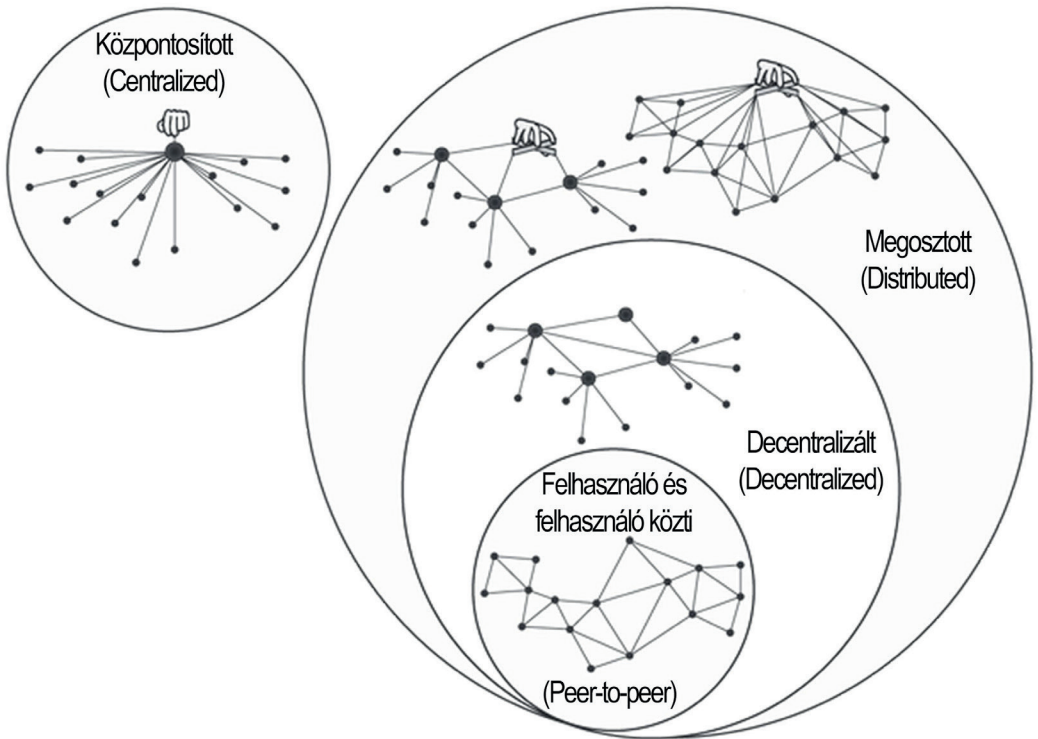 Központosított
(Centralized)
Megosztott
(Distributed)
Decentralizált
(Decentralized)
Felhasználó és
felhasználó közti
(Peer-to-peer)